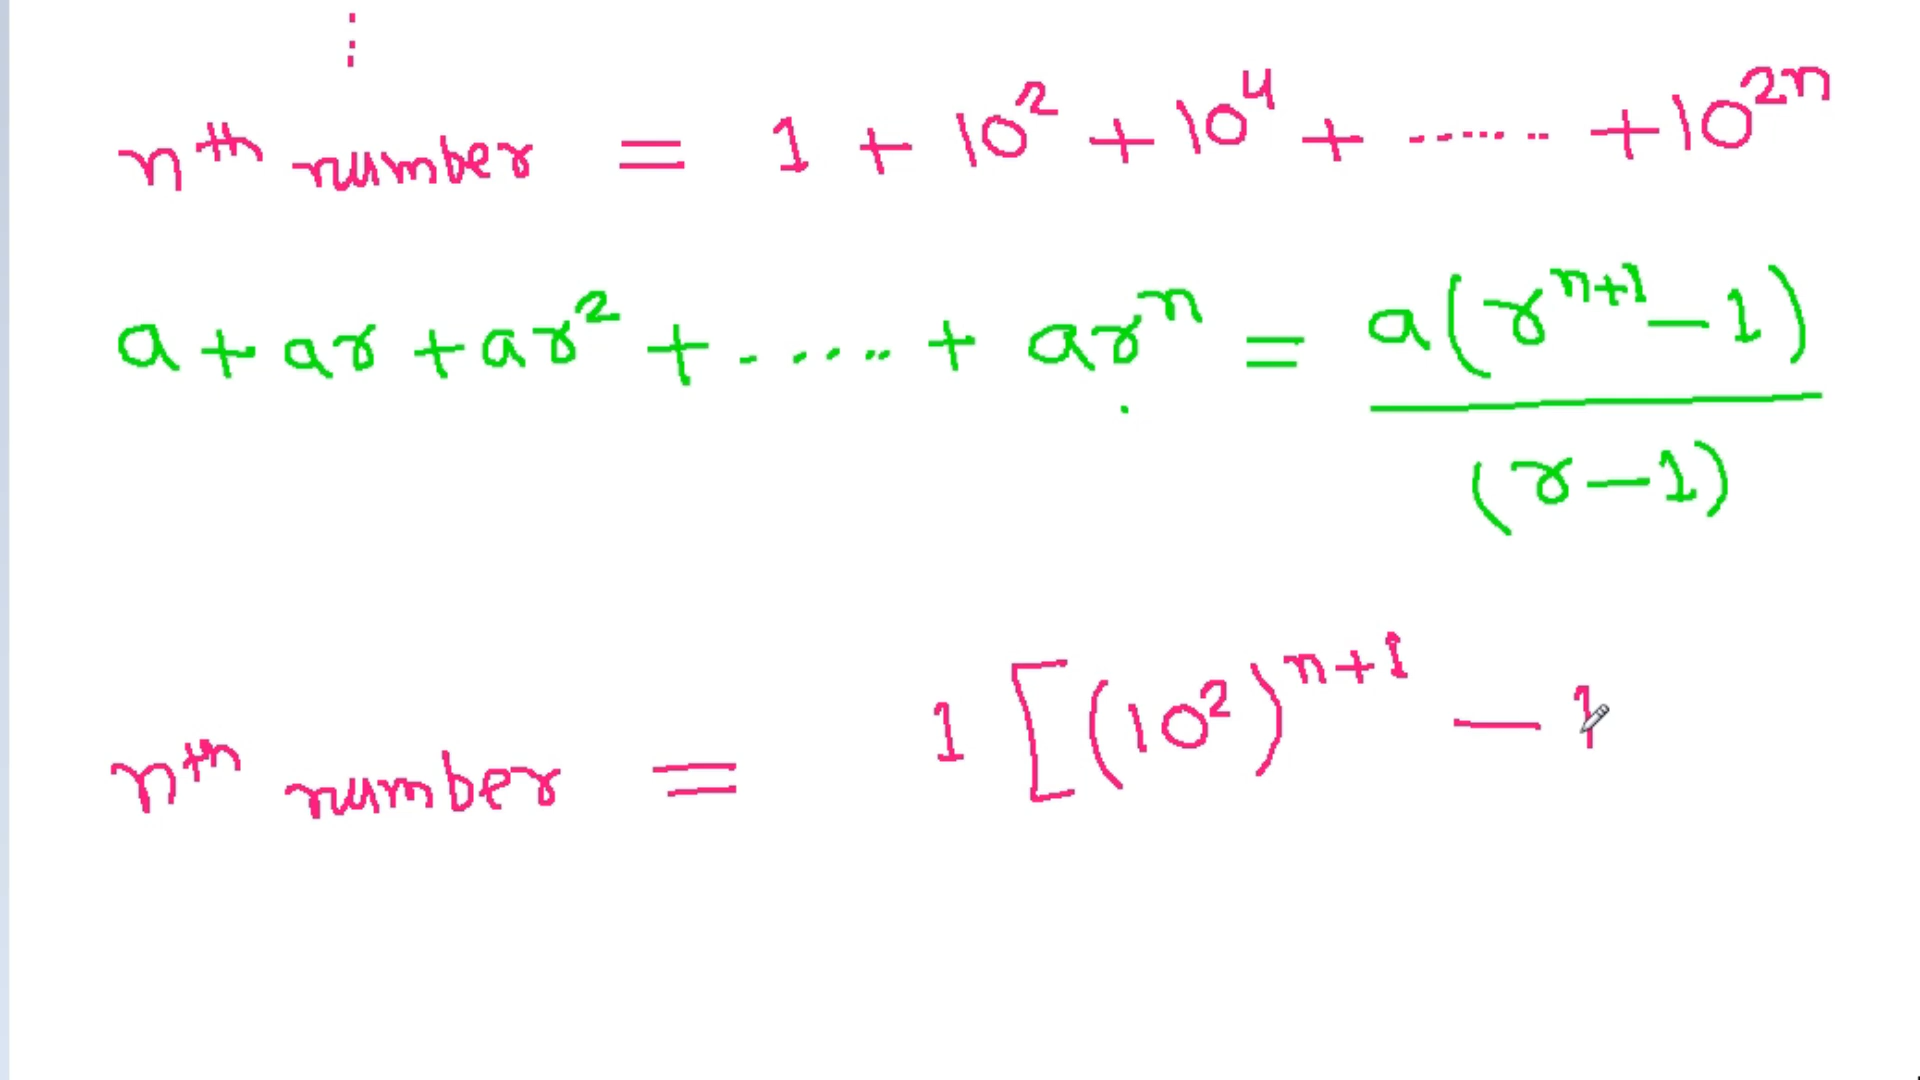 nth number = 1 + 10² + 10⁴ + ...... + 10²ⁿ
a + ar + ar² + ..... + arⁿ = a(rⁿ⁺¹ – 1) / (r – 1)
nth number = 1 [(10²)ⁿ⁺¹ – 1